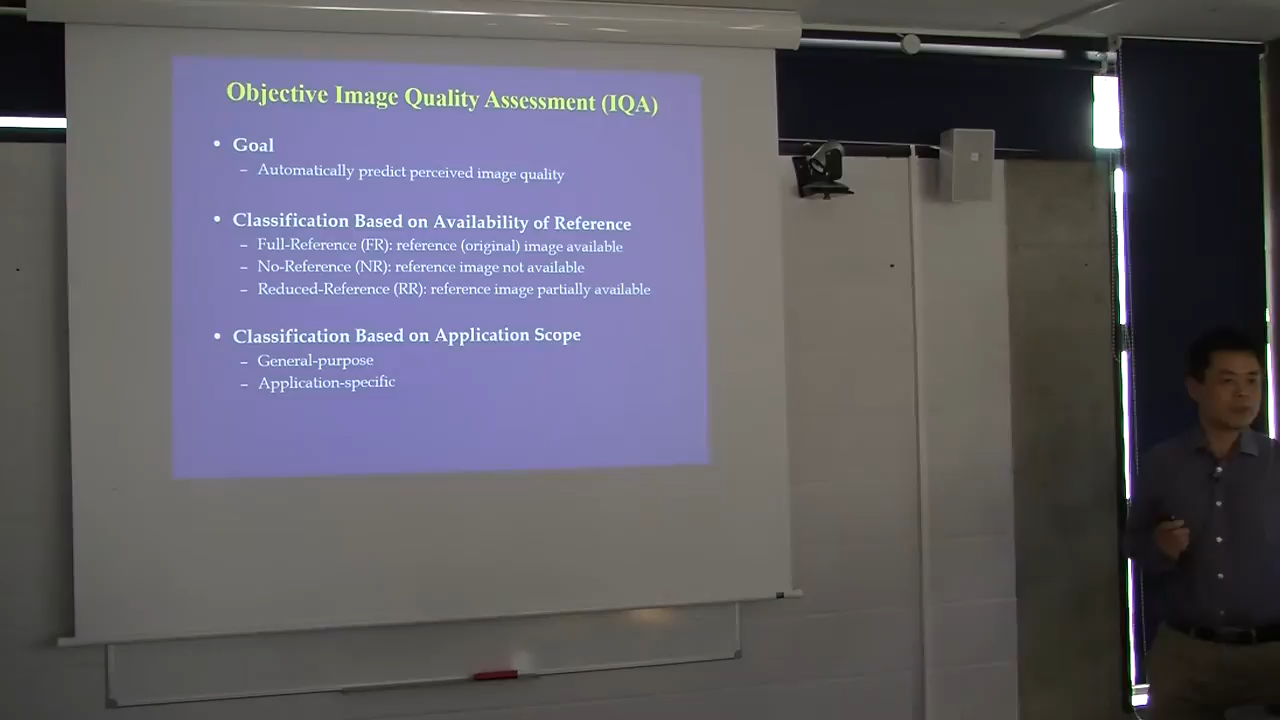 Objective Image Quality Assessment (IQA)
• Goal
– Automatically predict perceived image quality
• Classification Based on Availability of Reference
– Full-Reference (FR): reference (original) image available
– No-Reference (NR): reference image not available
– Reduced-Reference (RR): reference image partially available
• Classification Based on Application Scope
– General-purpose
– Application-specific